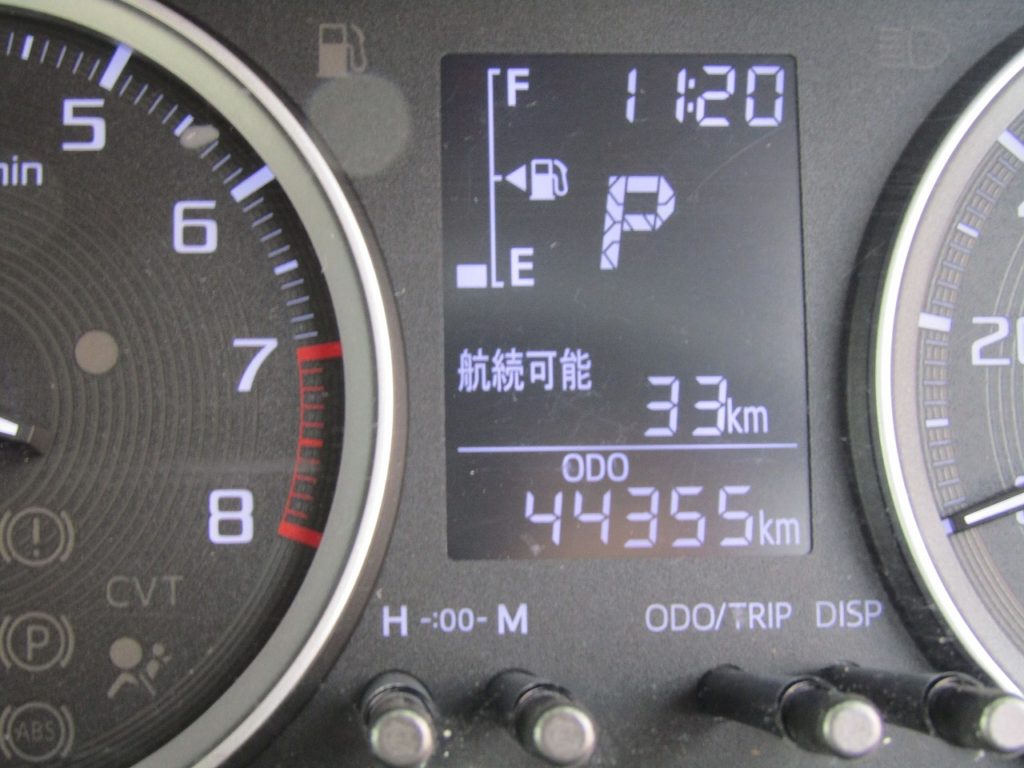 5
6
7
8
min
CVT
P
ABS
F
11:20
P
E
航続可能
33km
ODO
44355km
H -:00- M
ODO/TRIP DISP